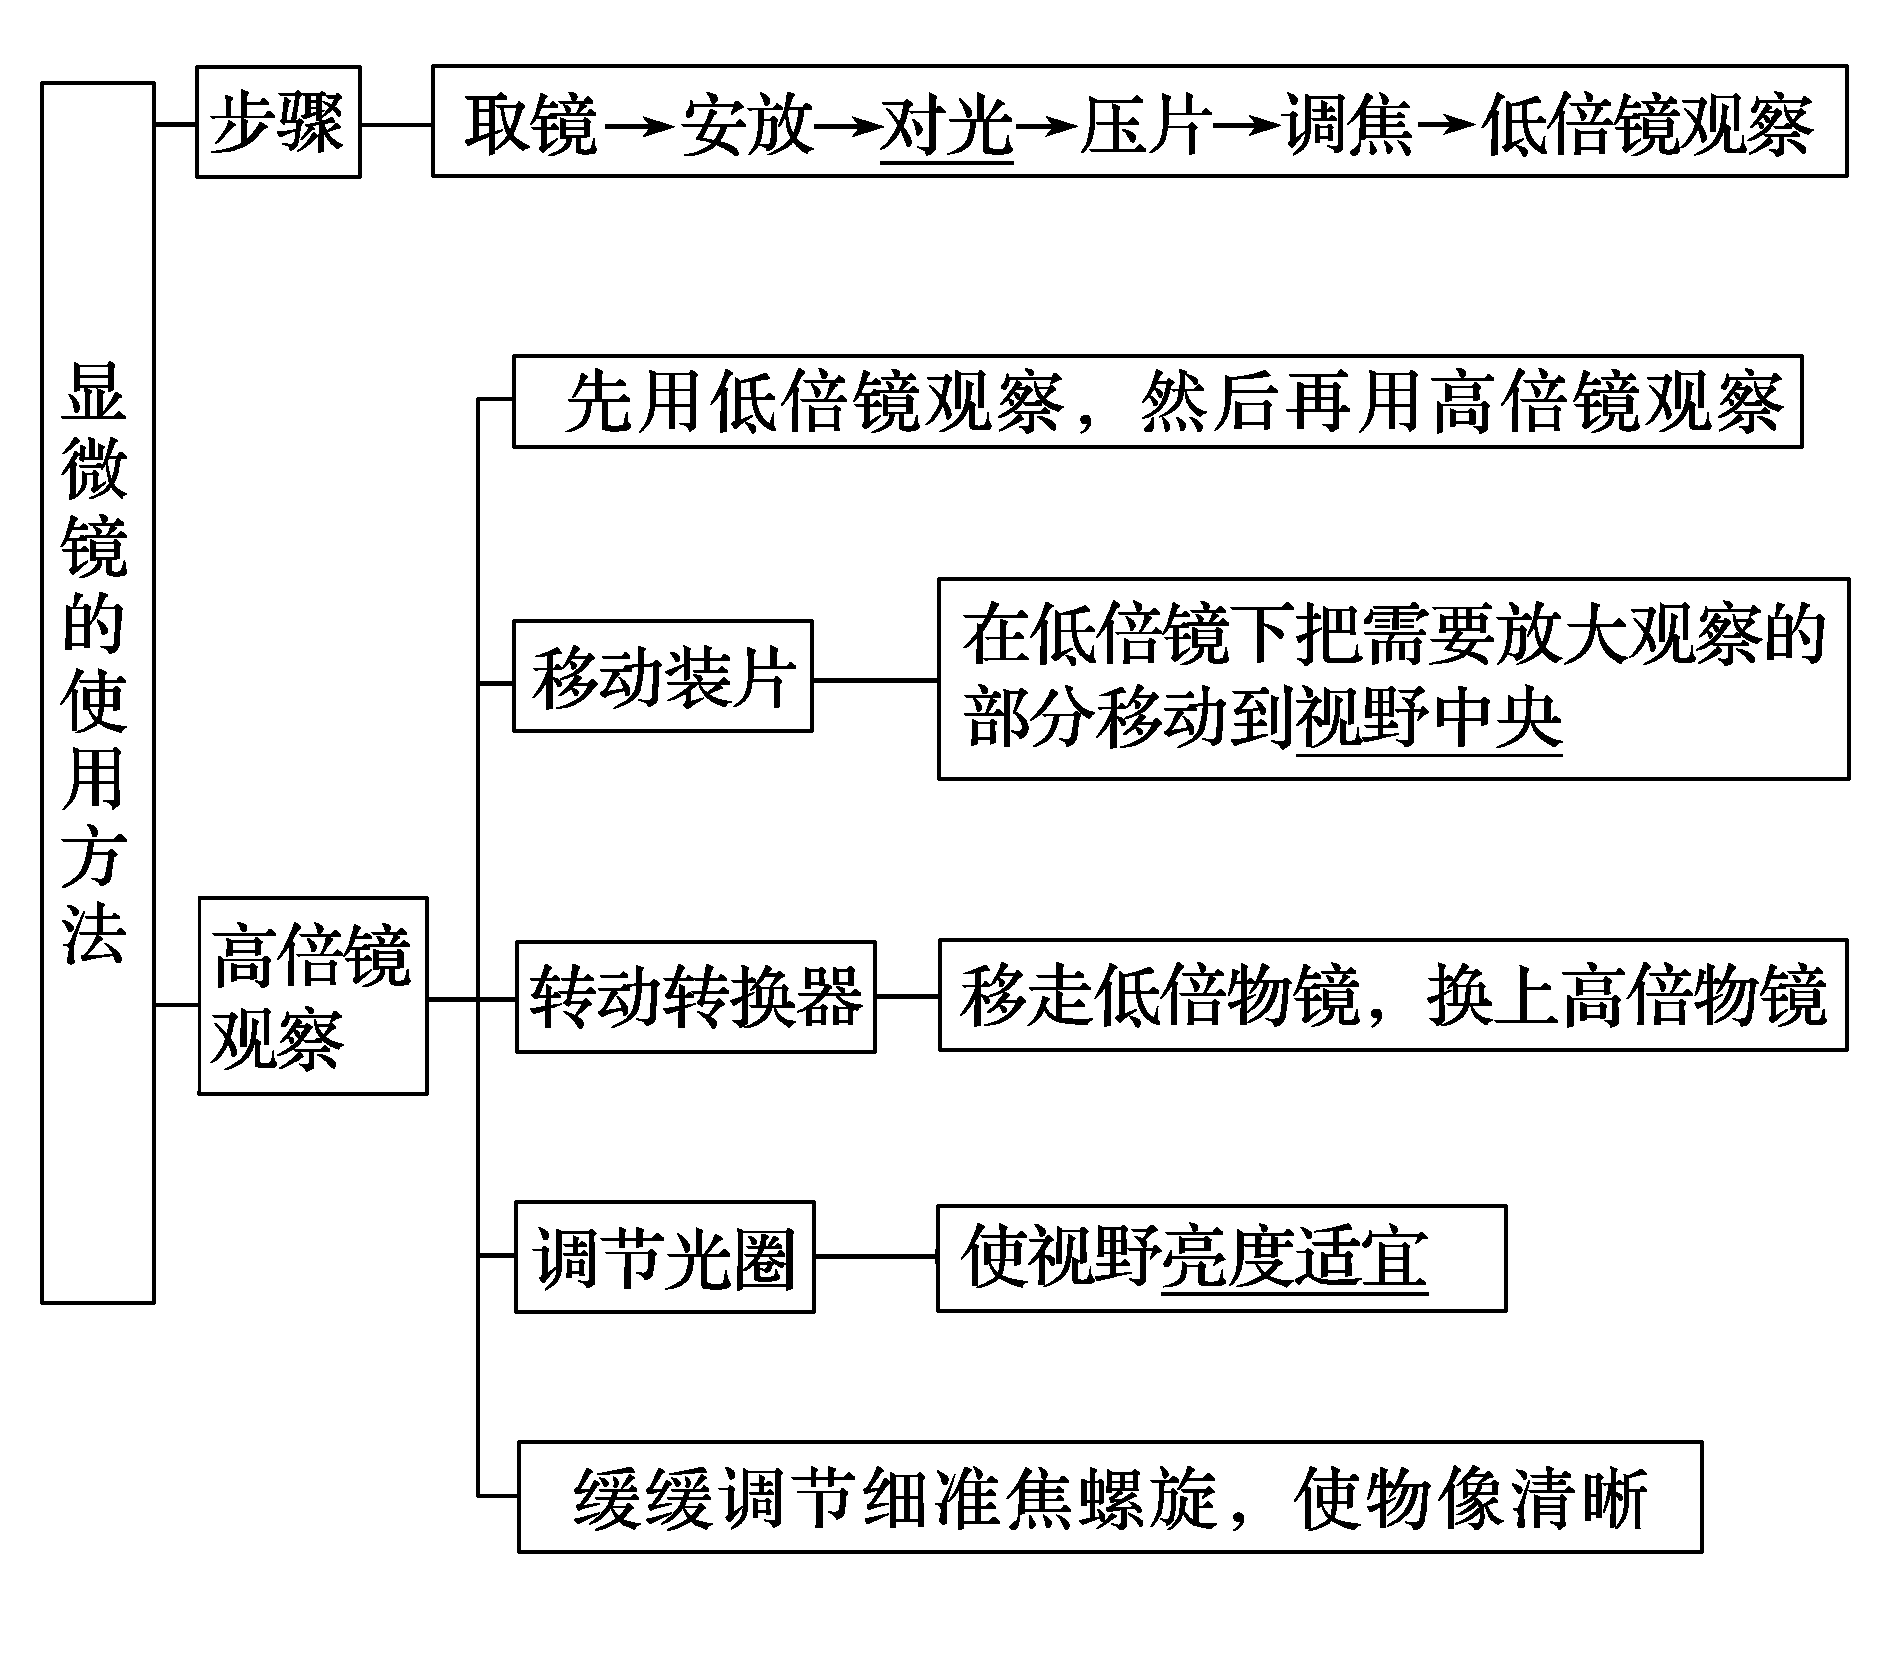 显微镜的使用方法
步骤
取镜→安放→对光→压片→调焦→低倍镜观察
高倍镜
观察
先用低倍镜观察，然后再用高倍镜观察
移动装片
在低倍镜下把需要放大观察的
部分移动到视野中央
转动转换器
移走低倍物镜，换上高倍物镜
调节光圈
使视野亮度适宜
缓缓调节细准焦螺旋，使物像清晰